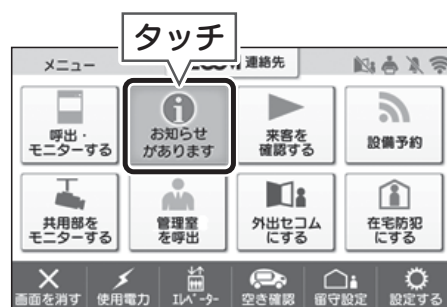 タッチ
メニュー
連絡先
呼出・
モニターする
お知らせ
があります
来客を
確認する
設備予約
共用部を
モニターする
管理室
を呼出
外出セコム
にする
在宅防犯
にする
画面を消す
使用電力
エレベーター
空き確認
留守設定
設定する